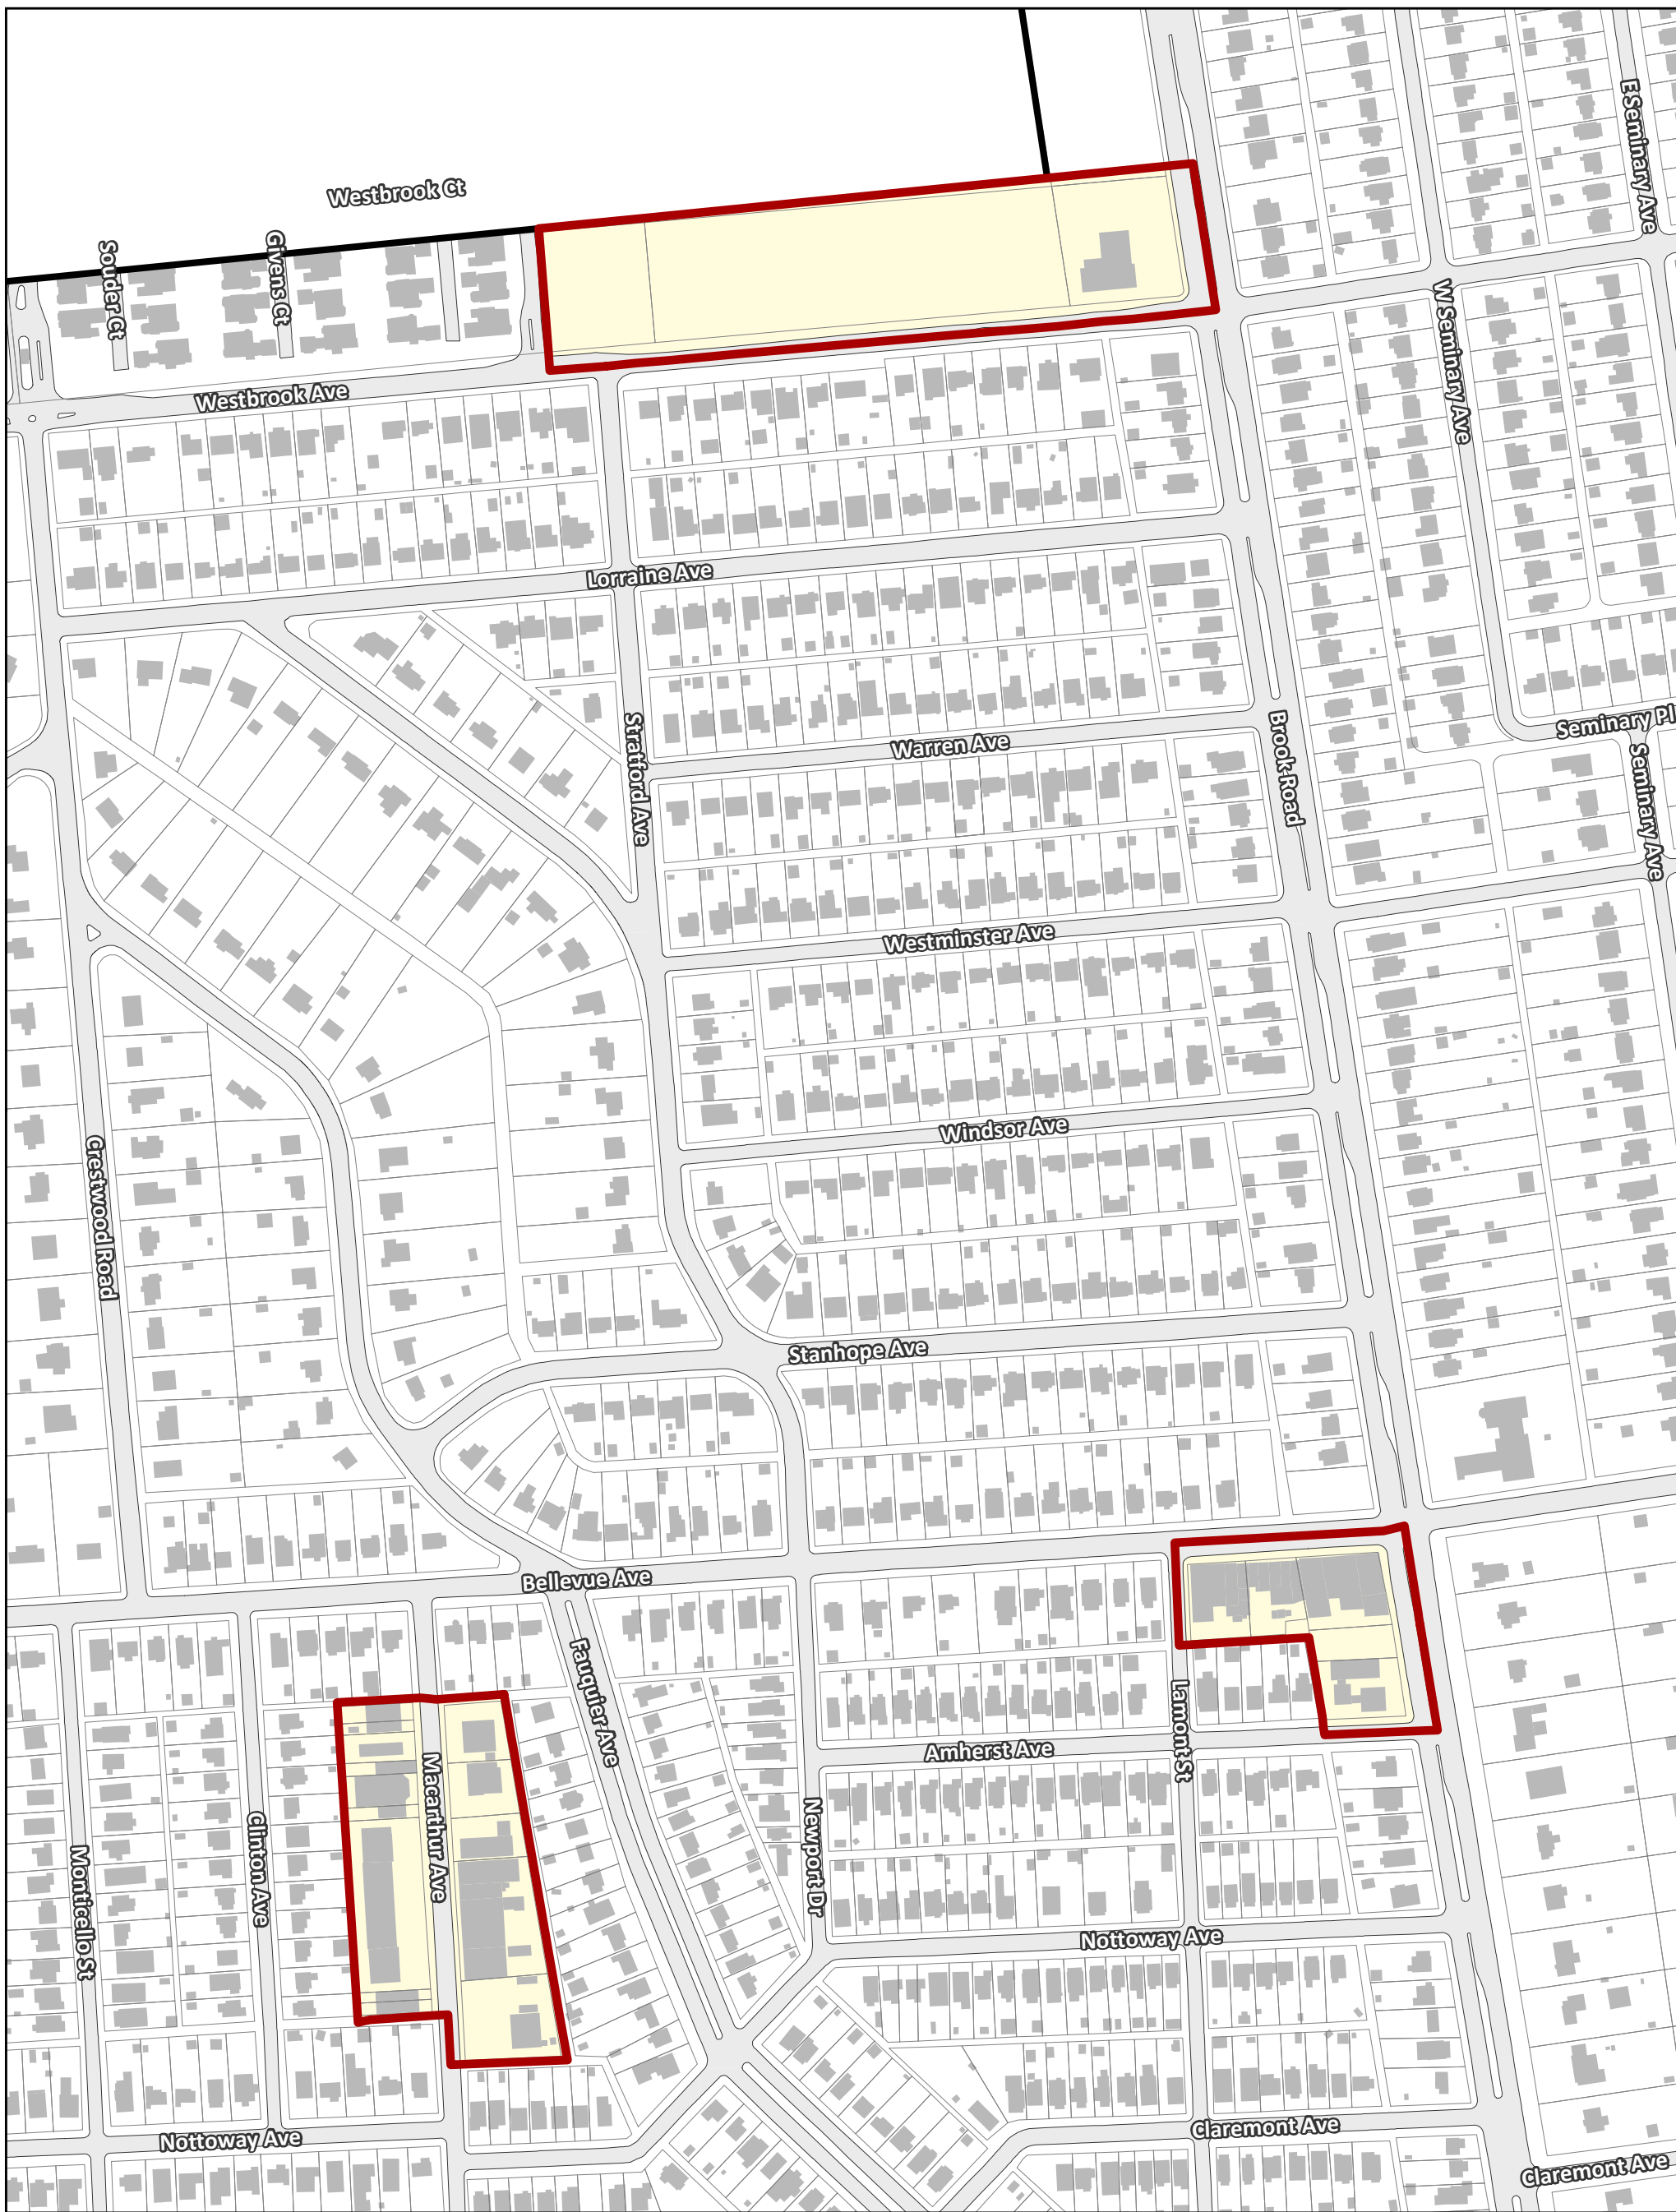 E Seminary Ave
Westbrook Ct
Souder Ct
Givens Ct
W Seminary Ave
Westbrook Ave
Lorraine Ave
Stratford Ave
Warren Ave
Brook Road
Seminary Pl
Seminary Ave
Westminster Ave
Windsor Ave
Crestwood Road
Stanhope Ave
Bellevue Ave
Fauquier Ave
Lamont St
Amherst Ave
Macarthur Ave
Newport Dr
Clinton Ave
Monticello St
Nottoway Ave
Claremont Ave
Nottoway Ave
Claremont Ave